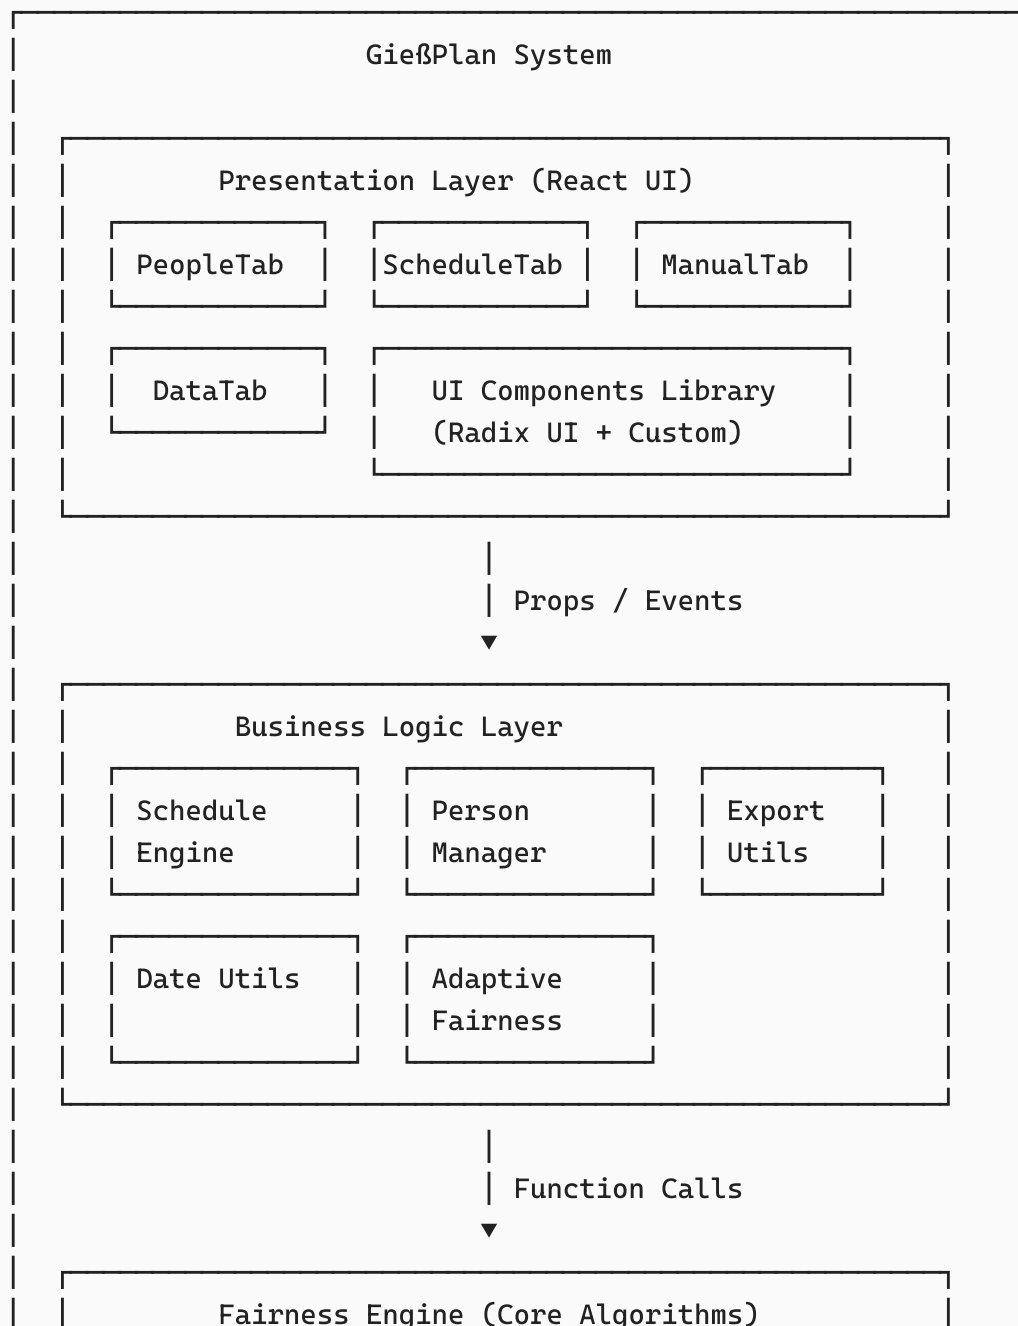 GießPlan System
Presentation Layer (React UI)
PeopleTab ScheduleTab ManualTab
DataTab UI Components Library
(Radix UI + Custom)
Props / Events
Business Logic Layer
Schedule Person Export
Engine Manager Utils
Date Utils Adaptive
Fairness
Function Calls
Fairness Engine (Core Algorithms)